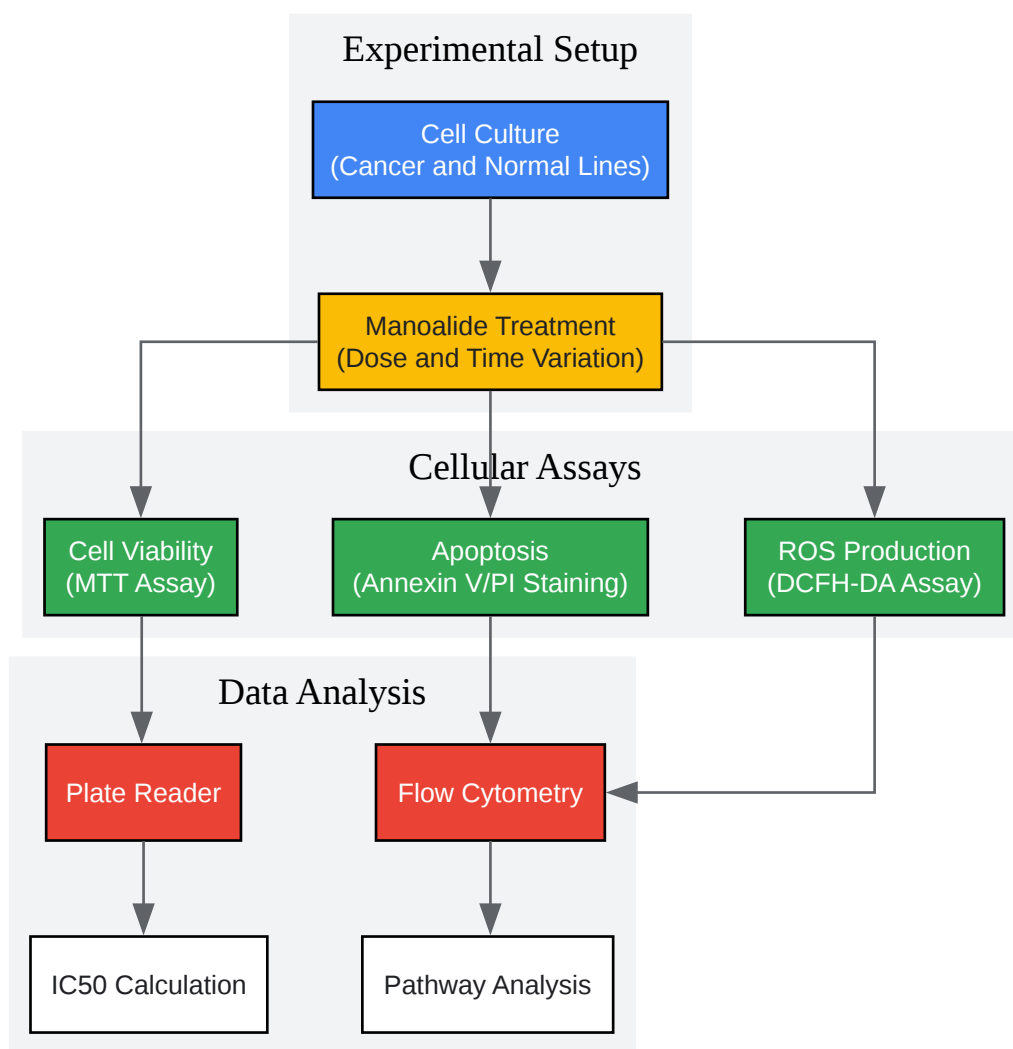 Experimental Setup
Cell Culture
(Cancer and Normal Lines)
Manoalide Treatment
(Dose and Time Variation)
Cellular Assays
Cell Viability
(MTT Assay)
Apoptosis
(Annexin V/PI Staining)
ROS Production
(DCFH-DA Assay)
Data Analysis
Plate Reader
Flow Cytometry
IC50 Calculation
Pathway Analysis